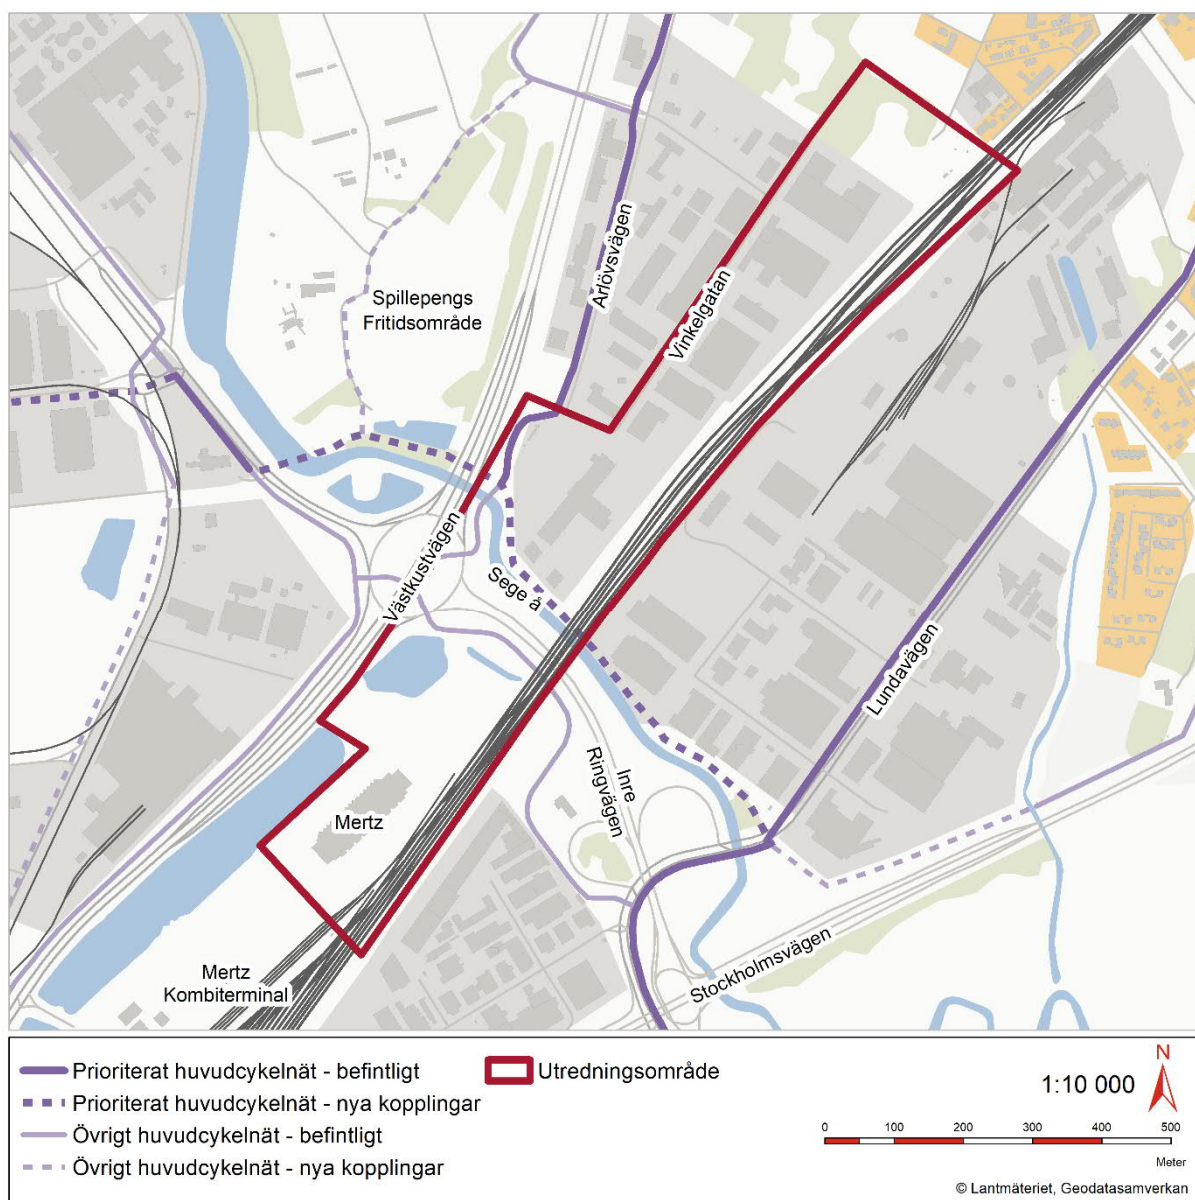 Arlövsvägen
Vinkelgatan
Spillepengs
Fritidsområde
Västkustvägen
Sege å
Lundavägen
Inre
Ringvägen
Mertz
Stockholmsvägen
Mertz
Kombiterminal
Prioriterat huvudcykelnät - befintligt
Prioriterat huvudcykelnät - nya kopplingar
Övrigt huvudcykelnät - befintligt
Övrigt huvudcykelnät - nya kopplingar
Utredningsområde
1:10 000
N
0 100 200 300 400 500
Meter
© Lantmäteriet, Geodatasamverkan